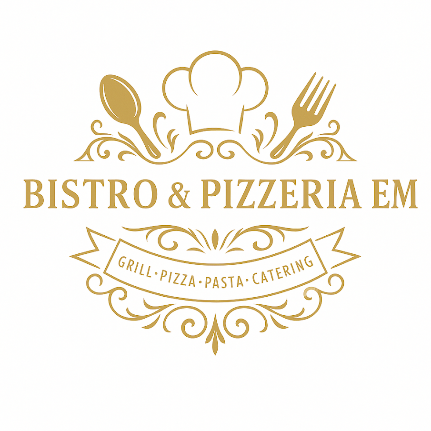 BISTRO & PIZZERIA EM
GRILL · PIZZA · PASTA · CATERING